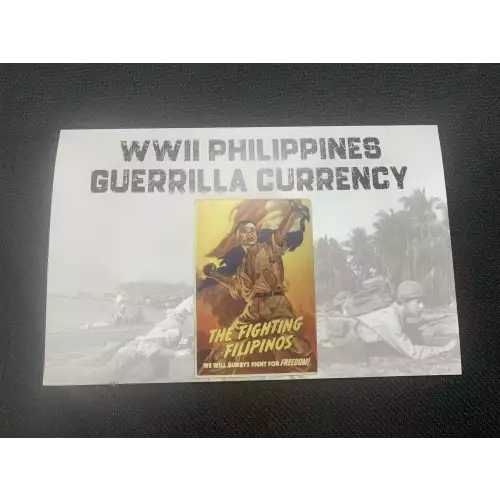 WWII PHILIPPINES
GUERRILLA CURRENCY
THE FIGHTING
FILIPINOS
WE WILL ALWAYS FIGHT FOR FREEDOM!